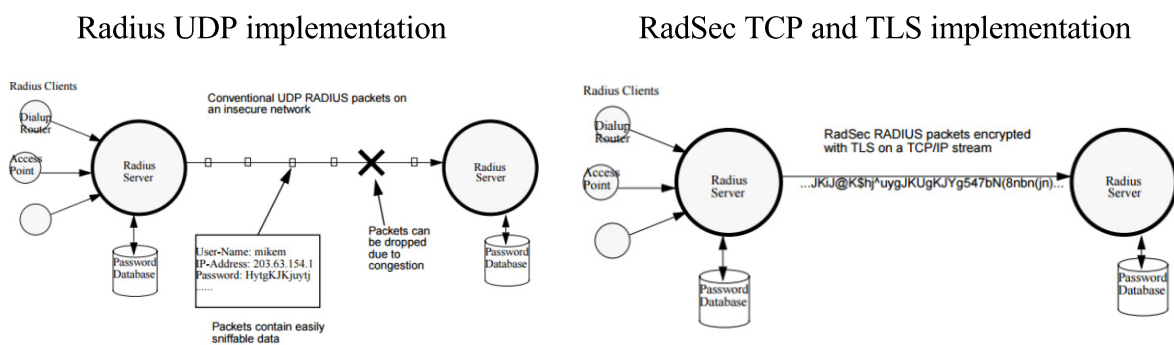 Radius UDP implementation
Radius Clients
Dialup
Router
Access
Point
Conventional UDP RADIUS packets on
an insecure network
Radius
Server
Radius
Server
Password
Database
User-Name: mikem
IP-Address: 203.63.154.1
Password: HytgKJKjuytj
......
Packets contain easily
sniffable data
Packets can
be dropped
due to
congestion
Password
Database
RadSec TCP and TLS implementation
Radius Clients
Dialup
Router
Access
Point
RadSec RADIUS packets encrypted
with TLS on a TCP/IP stream
...JKiJ@K$hj^uygJKUgKJYg547bN(8nbn(jn)...
Radius
Server
Radius
Server
Password
Database
Password
Database